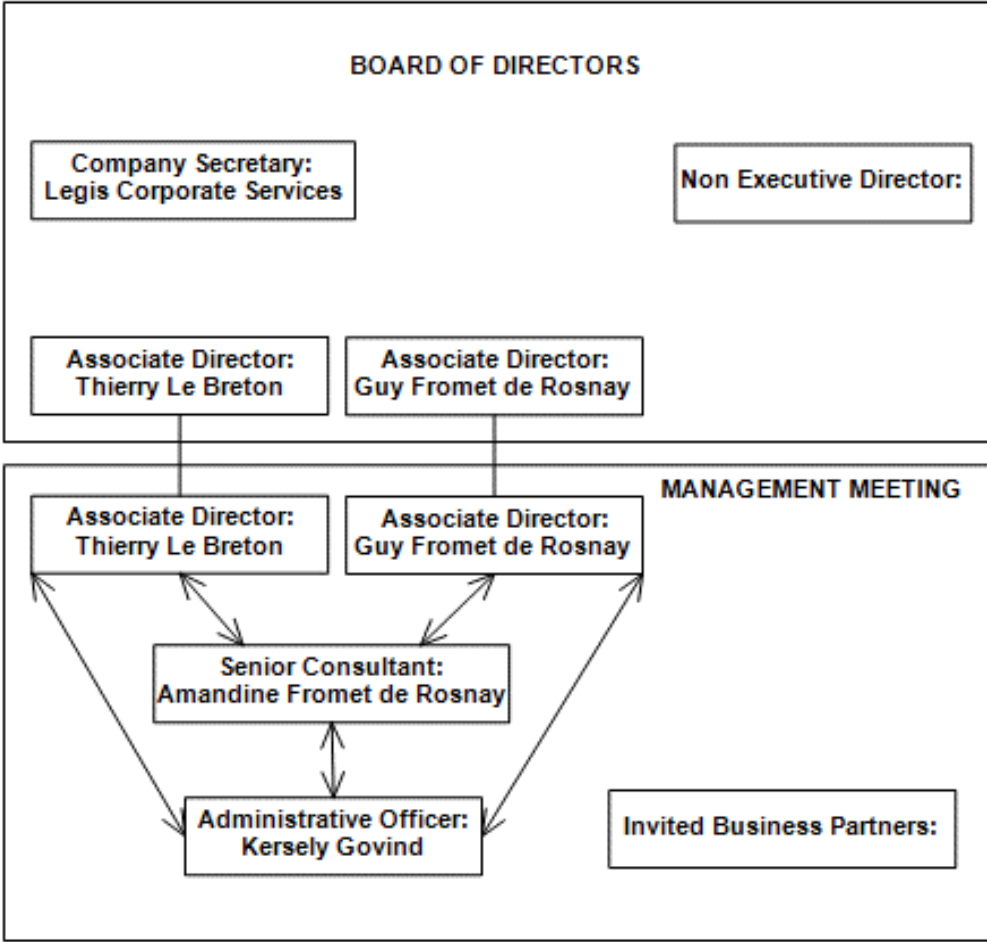 BOARD OF DIRECTORS
Company Secretary:
Legis Corporate Services
Non Executive Director:
Associate Director:
Thierry Le Breton
Associate Director:
Guy Fromet de Rosnay
MANAGEMENT MEETING
Associate Director:
Thierry Le Breton
Associate Director:
Guy Fromet de Rosnay
Senior Consultant:
Amandine Fromet de Rosnay
Administrative Officer:
Kersely Govind
Invited Business Partners: